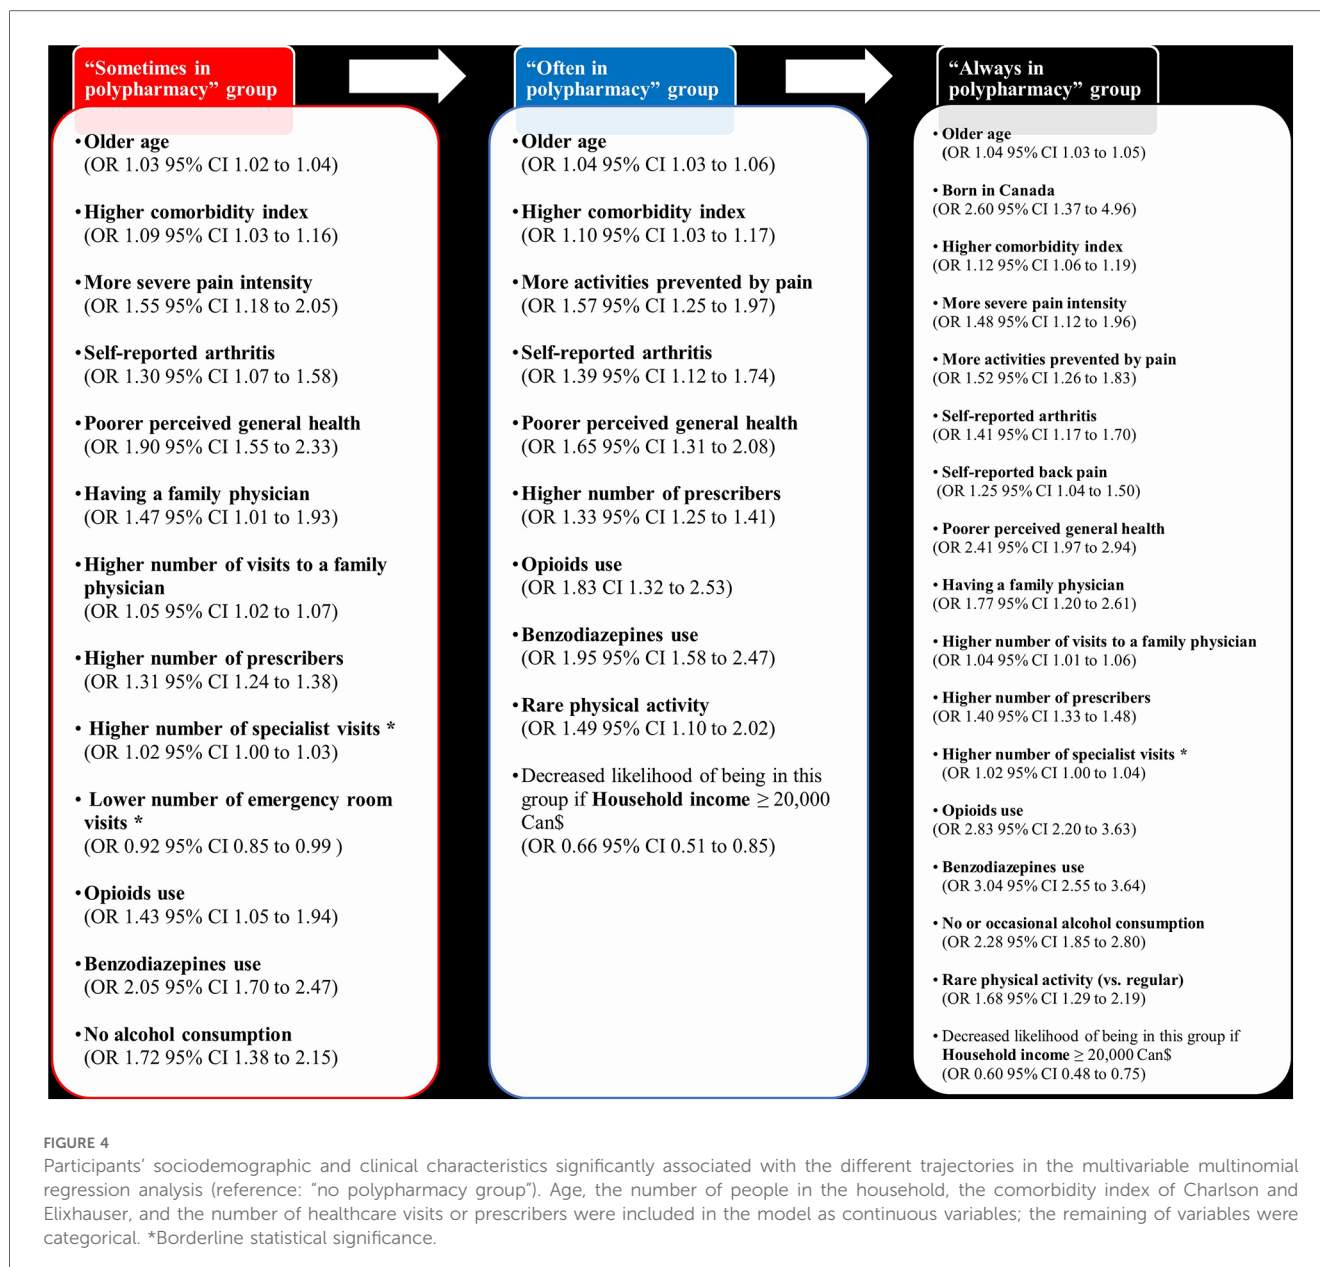 “Sometimes in
polypharmacy” group
•Older age
(OR 1.03 95% CI 1.02 to 1.04)
•Higher comorbidity index
(OR 1.09 95% CI 1.03 to 1.16)
•More severe pain intensity
(OR 1.55 95% CI 1.18 to 2.05)
•Self-reported arthritis
(OR 1.30 95% CI 1.07 to 1.58)
•Poorer perceived general health
(OR 1.90 95% CI 1.55 to 2.33)
•Having a family physician
(OR 1.47 95% CI 1.01 to 1.93)
•Higher number of visits to a family
physician
(OR 1.05 95% CI 1.02 to 1.07)
•Higher number of prescribers
(OR 1.31 95% CI 1.24 to 1.38)
• Higher number of specialist visits *
(OR 1.02 95% CI 1.00 to 1.03)
• Lower number of emergency room
visits *
(OR 0.92 95% CI 0.85 to 0.99 )
•Opioids use
(OR 1.43 95% CI 1.05 to 1.94)
•Benzodiazepines use
(OR 2.05 95% CI 1.70 to 2.47)
•No alcohol consumption
(OR 1.72 95% CI 1.38 to 2.15)
“Often in
polypharmacy” group
•Older age
(OR 1.04 95% CI 1.03 to 1.06)
•Higher comorbidity index
(OR 1.10 95% CI 1.03 to 1.17)
•More activities prevented by pain
(OR 1.57 95% CI 1.25 to 1.97)
•Self-reported arthritis
(OR 1.39 95% CI 1.12 to 1.74)
•Poorer perceived general health
(OR 1.65 95% CI 1.31 to 2.08)
•Higher number of prescribers
(OR 1.33 95% CI 1.25 to 1.41)
•Opioids use
(OR 1.83 CI 1.32 to 2.53)
•Benzodiazepines use
(OR 1.95 95% CI 1.58 to 2.47)
•Rare physical activity
(OR 1.49 95% CI 1.10 to 2.02)
•Decreased likelihood of being in this
group if Household income ≥ 20,000
Can$
(OR 0.66 95% CI 0.51 to 0.85)
“Always in
polypharmacy” group
• Older age
(OR 1.04 95% CI 1.03 to 1.05)
• Born in Canada
(OR 2.60 95% CI 1.37 to 4.96)
• Higher comorbidity index
(OR 1.12 95% CI 1.06 to 1.19)
• More severe pain intensity
(OR 1.48 95% CI 1.12 to 1.96)
• More activities prevented by pain
(OR 1.52 95% CI 1.26 to 1.83)
• Self-reported arthritis
(OR 1.41 95% CI 1.17 to 1.70)
• Self-reported back pain
(OR 1.25 95% CI 1.04 to 1.50)
• Poorer perceived general health
(OR 2.41 95% CI 1.97 to 2.94)
• Having a family physician
(OR 1.77 95% CI 1.20 to 2.61)
• Higher number of visits to a family physician
(OR 1.04 95% CI 1.01 to 1.06)
• Higher number of prescribers
(OR 1.40 95% CI 1.33 to 1.48)
• Higher number of specialist visits *
(OR 1.02 95% CI 1.00 to 1.04)
• Opioids use
(OR 2.83 95% CI 2.20 to 3.63)
• Benzodiazepines use
(OR 3.04 95% CI 2.55 to 3.64)
• No or occasional alcohol consumption
(OR 2.28 95% CI 1.85 to 2.80)
• Rare physical activity (vs. regular)
(OR 1.68 95% CI 1.29 to 2.19)
• Decreased likelihood of being in this group if
Household income ≥ 20,000 Can$
(OR 0.60 95% CI 0.48 to 0.75)
FIGURE 4
Participants’ sociodemographic and clinical characteristics significantly associated with the different trajectories in the multivariable multinomial
regression analysis (reference: “no polypharmacy group”). Age, the number of people in the household, the comorbidity index of Charlson and
Elixhauser, and the number of healthcare visits or prescribers were included in the model as continuous variables; the remaining of variables were
categorical. *Borderline statistical significance.